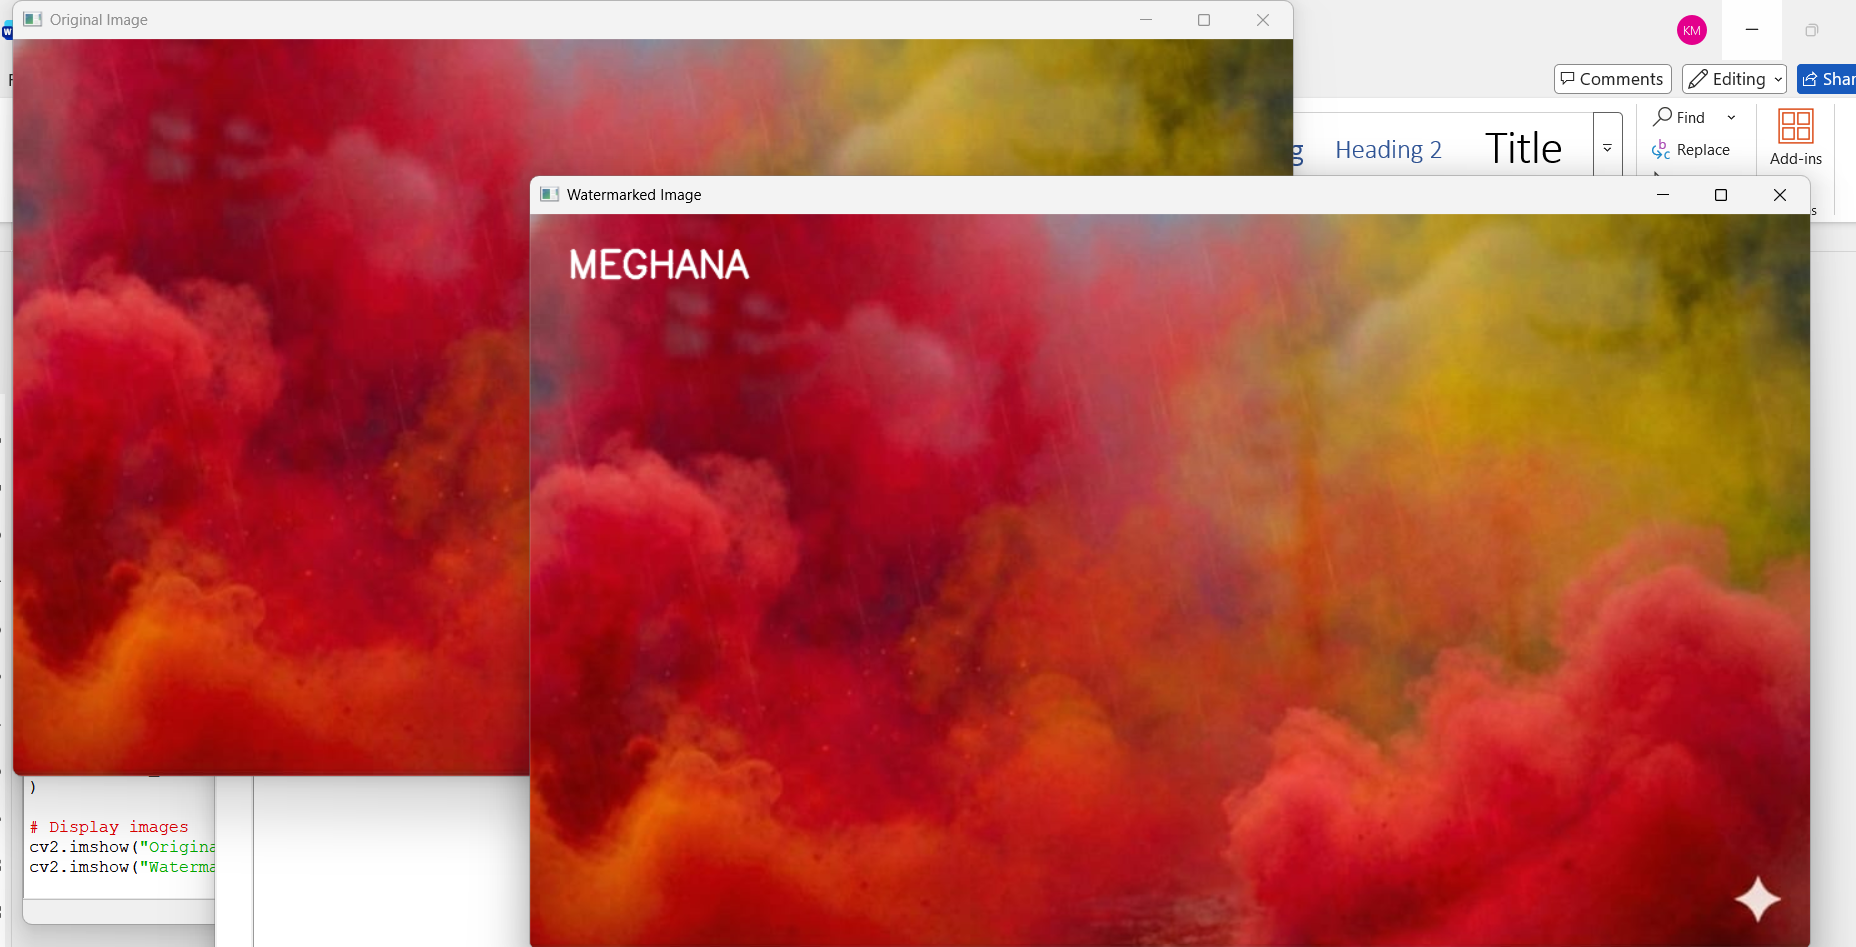 Original Image
KM
Comments
Editing
Shar
Find
Heading 2
Title
Replace
Add-ins
Watermarked Image
MEGHANA
)
# Display images
cv2.imshow("Origina
cv2.imshow("Waterma